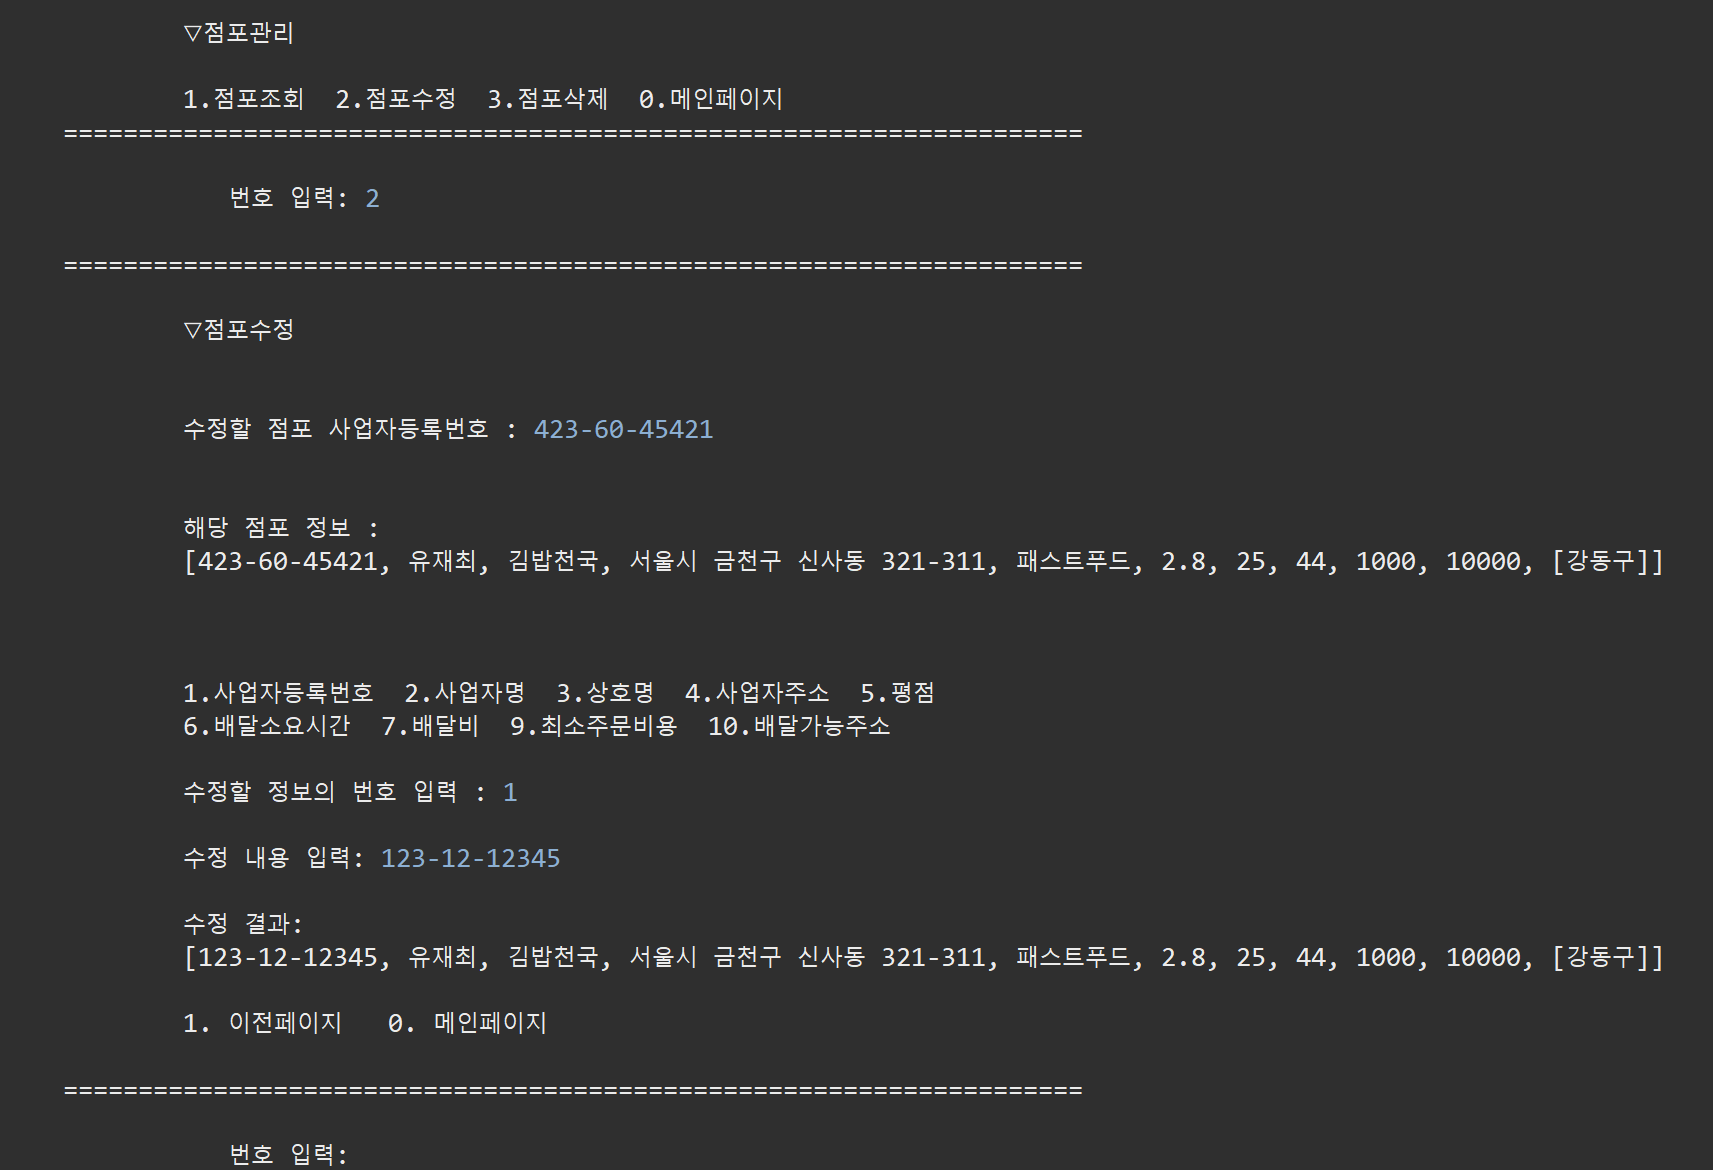 ▽점포관리
1.점포조회  2.점포수정  3.점포삭제  0.메인페이지
====================================================================
번호 입력: 2
====================================================================
▽점포수정
수정할 점포 사업자등록번호 : 423-60-45421
해당 점포 정보 :
[423-60-45421, 유재최, 김밥천국, 서울시 금천구 신사동 321-311, 패스트푸드, 2.8, 25, 44, 1000, 10000, [강동구]]
1.사업자등록번호  2.사업자명  3.상호명  4.사업자주소  5.평점
6.배달소요시간  7.배달비  9.최소주문비용  10.배달가능주소
수정할 정보의 번호 입력 : 1
수정 내용 입력: 123-12-12345
수정 결과:
[123-12-12345, 유재최, 김밥천국, 서울시 금천구 신사동 321-311, 패스트푸드, 2.8, 25, 44, 1000, 10000, [강동구]]
1. 이전페이지   0. 메인페이지
====================================================================
번호 입력: